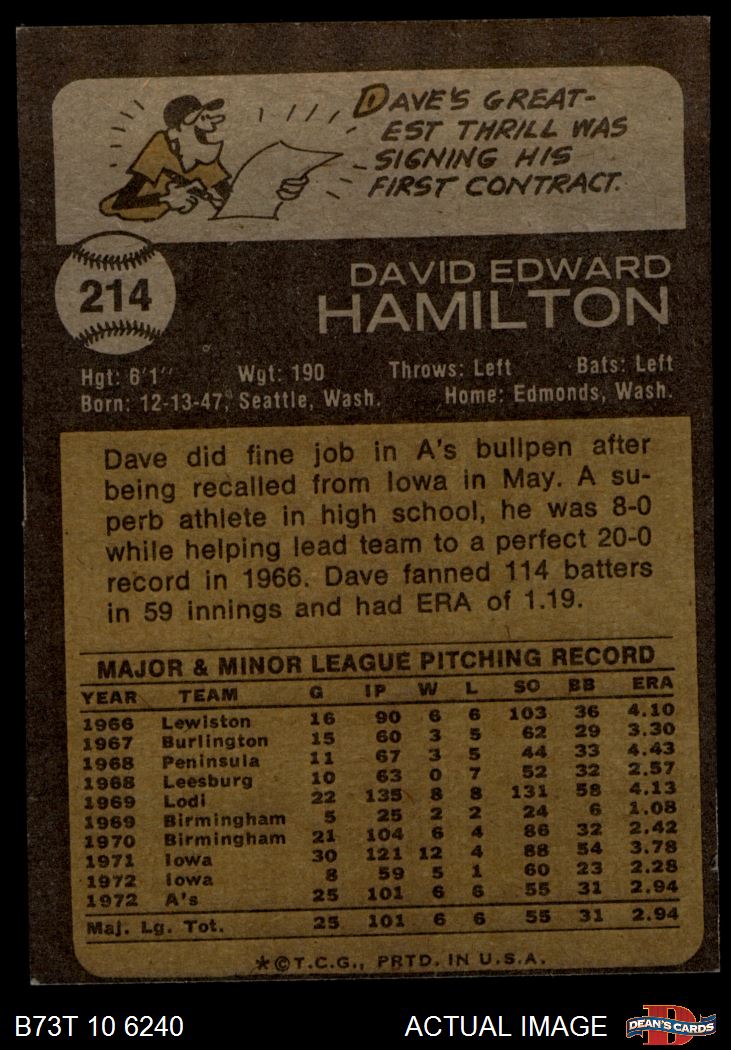 DAVE'S GREAT-
EST THRILL WAS
SIGNING HIS
FIRST CONTRACT.
214
DAVID EDWARD
HAMILTON
Hgt: 6'1" Wgt: 190 Throws: Left Bats: Left
Born: 12-13-47, Seattle, Wash. Home: Edmonds, Wash.
Dave did fine job in A's bullpen after
being recalled from Iowa in May. A su-
perb athlete in high school, he was 8-0
while helping lead team to a perfect 20-0
record in 1966. Dave fanned 114 batters
in 59 innings and had ERA of 1.19.
MAJOR & MINOR LEAGUE PITCHING RECORD
YEAR TEAM G IP W L SO BB ERA
1966 Lewiston 16 90 6 6 103 36 4.10
1967 Burlington 15 60 3 5 62 29 3.30
1968 Peninsula 11 67 3 5 44 33 4.43
1968 Leesburg 10 63 0 7 52 32 2.57
1969 Lodi 22 135 8 8 131 58 4.13
1969 Birmingham 5 25 2 2 24 6 1.08
1970 Birmingham 21 104 6 4 86 32 2.42
1971 Iowa 30 121 12 4 88 54 3.78
1972 Iowa 8 59 5 1 60 23 2.28
1972 A's 25 101 6 6 55 31 2.94
Maj. Lg. Tot. 25 101 6 6 55 31 2.94
*©T.C.G., PRTD. IN U.S.A.
B73T 10 6240 ACTUAL IMAGE DEAN'S CARDS